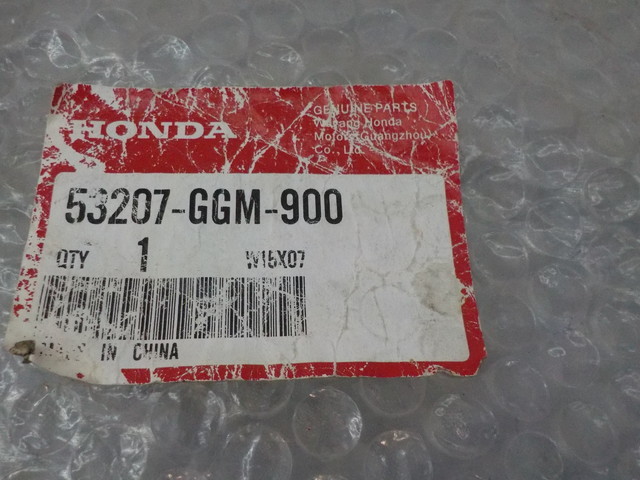 HONDA
GENUINE PARTS
Honda
Motors (Guangzhou)
Co., Ltd.
53207-GGM-900
QTY 1 W15X07
IN CHINA